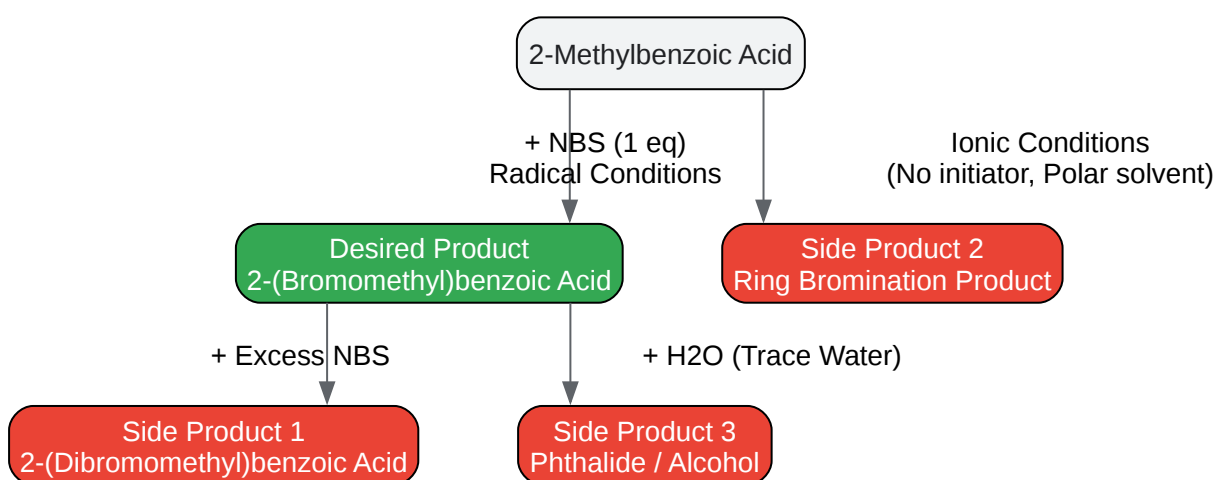 2-Methylbenzoic Acid
+ NBS (1 eq)
Radical Conditions
Ionic Conditions
(No initiator, Polar solvent)
Desired Product
2-(Bromomethyl)benzoic Acid
Side Product 2
Ring Bromination Product
+ Excess NBS
+ H2O (Trace Water)
Side Product 1
2-(Dibromomethyl)benzoic Acid
Side Product 3
Phthalide / Alcohol